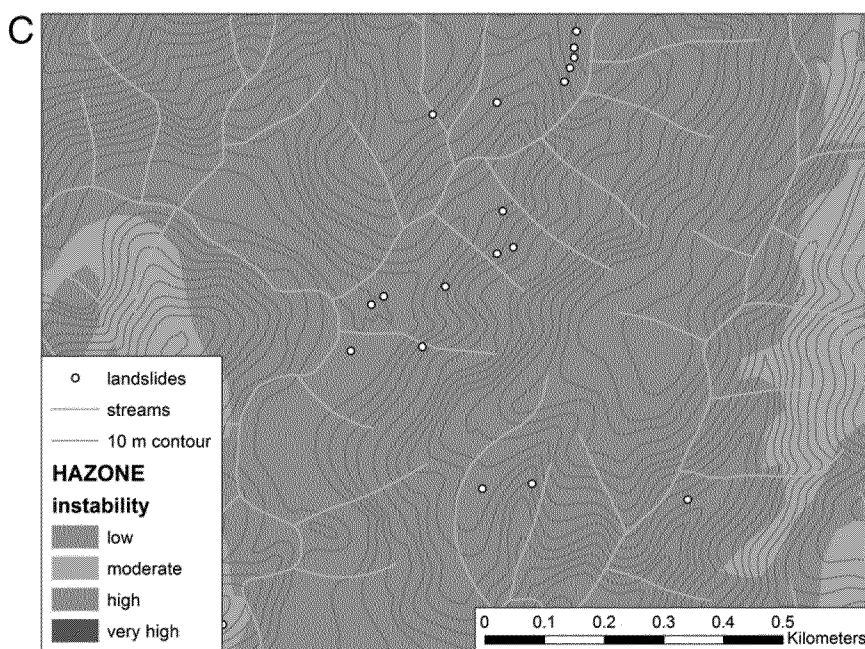 C
landslides
streams
10 m contour
HAZONE
instability
low
moderate
high
very high
0 0.1 0.2 0.3 0.4 0.5
Kilometers